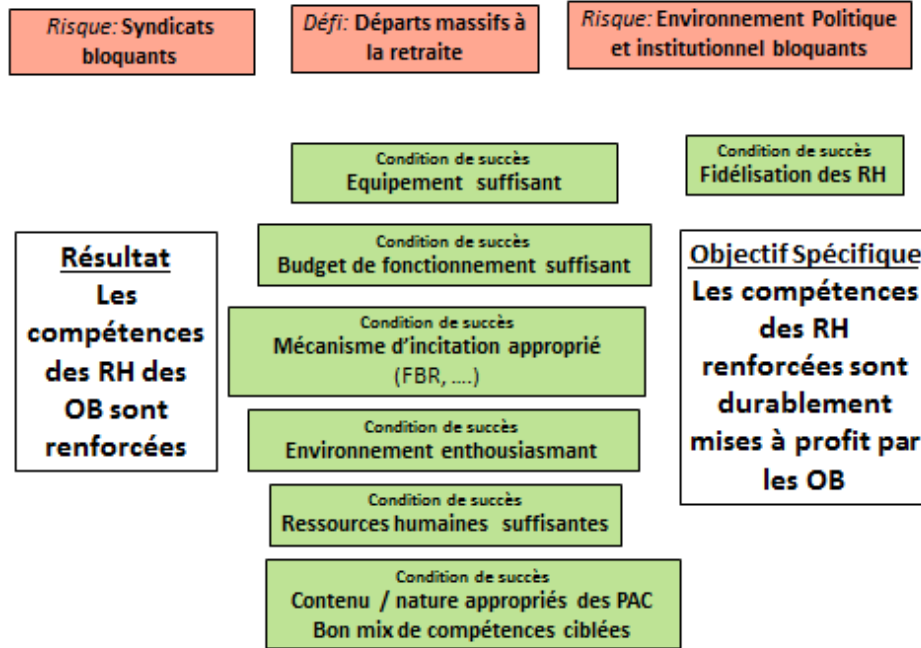 Risque: Syndicats
bloquants
Défi: Départs massifs à
la retraite
Risque: Environnement Politique
et institutionnel bloquants
Condition de succès
Equipement suffisant
Condition de succès
Fidélisation des RH
Condition de succès
Budget de fonctionnement suffisant
Résultat
Les
compétences
des RH des
OB sont
renforcées
Objectif Spécifique
Les compétences
des RH
renforcées sont
durablement
mises à profit par
les OB
Condition de succès
Mécanisme d'incitation approprié
(FBR, ....)
Condition de succès
Environnement enthousiasmant
Condition de succès
Ressources humaines suffisantes
Condition de succès
Contenu / nature appropriés des PAC
Bon mix de compétences ciblées